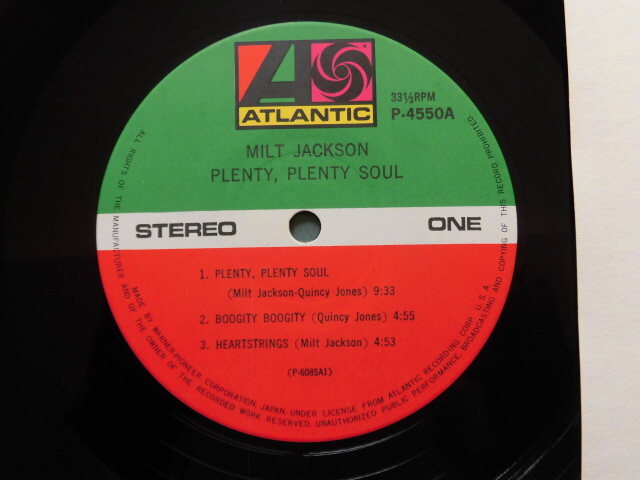 ATLANTIC
33⅓RPM
P-4550A
MILT JACKSON
PLENTY, PLENTY SOUL
STEREO
ONE
1. PLENTY, PLENTY SOUL
(Milt Jackson-Quincy Jones) 9:33
2. BOOGITY BOOGITY (Quincy Jones) 4:55
3. HEARTSTRINGS (Milt Jackson) 4:53
(P-6085A1)
MADE BY WARNER-PIONEER CORPORATION, JAPAN, UNDER LICENSE FROM ATLANTIC RECORDING CORP. U.S.A.
ALL RIGHTS OF THE MANUFACTURER AND OF THE OWNER OF THE RECORDED WORK RESERVED. UNAUTHORIZED PUBLIC PERFORMANCE, BROADCASTING AND COPYING OF THIS RECORD PROHIBITED